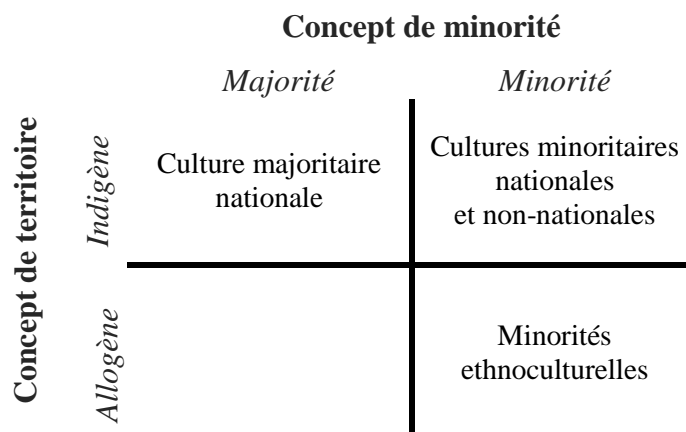 Concept de minorité
Majorité
Minorité
Concept de territoire
Indigène
Culture majoritaire
nationale
Cultures minoritaires
nationales
et non-nationales
Allogène
Minorités
ethnoculturelles